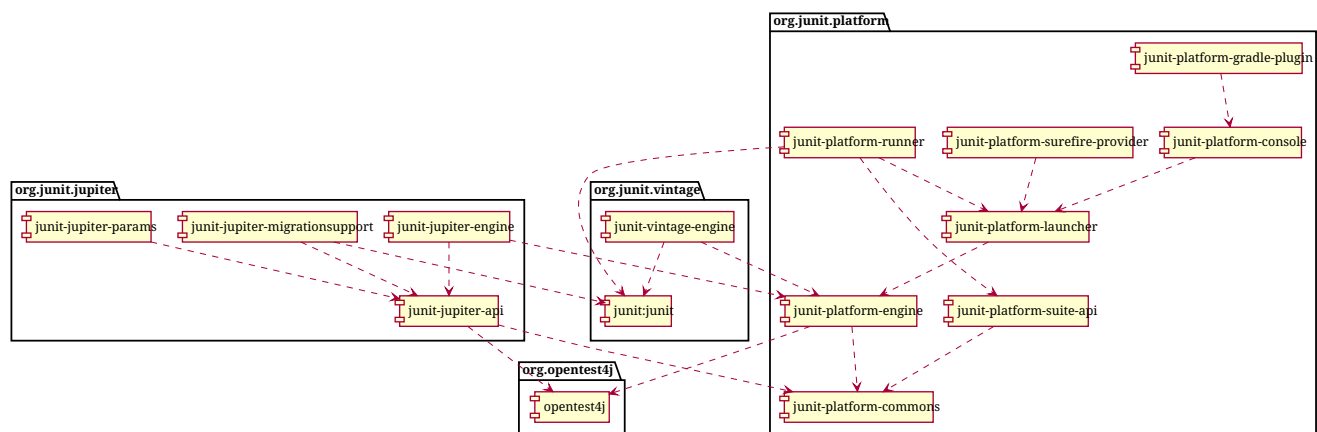 org.junit.platform
junit-platform-gradle-plugin
junit-platform-runner
junit-platform-surefire-provider
junit-platform-console
org.junit.jupiter
org.junit.vintage
junit-jupiter-params
junit-jupiter-migrationsupport
junit-jupiter-engine
junit-vintage-engine
junit-platform-launcher
junit-jupiter-api
junit:junit
junit-platform-engine
junit-platform-suite-api
org.opentest4j
opentest4j
junit-platform-commons